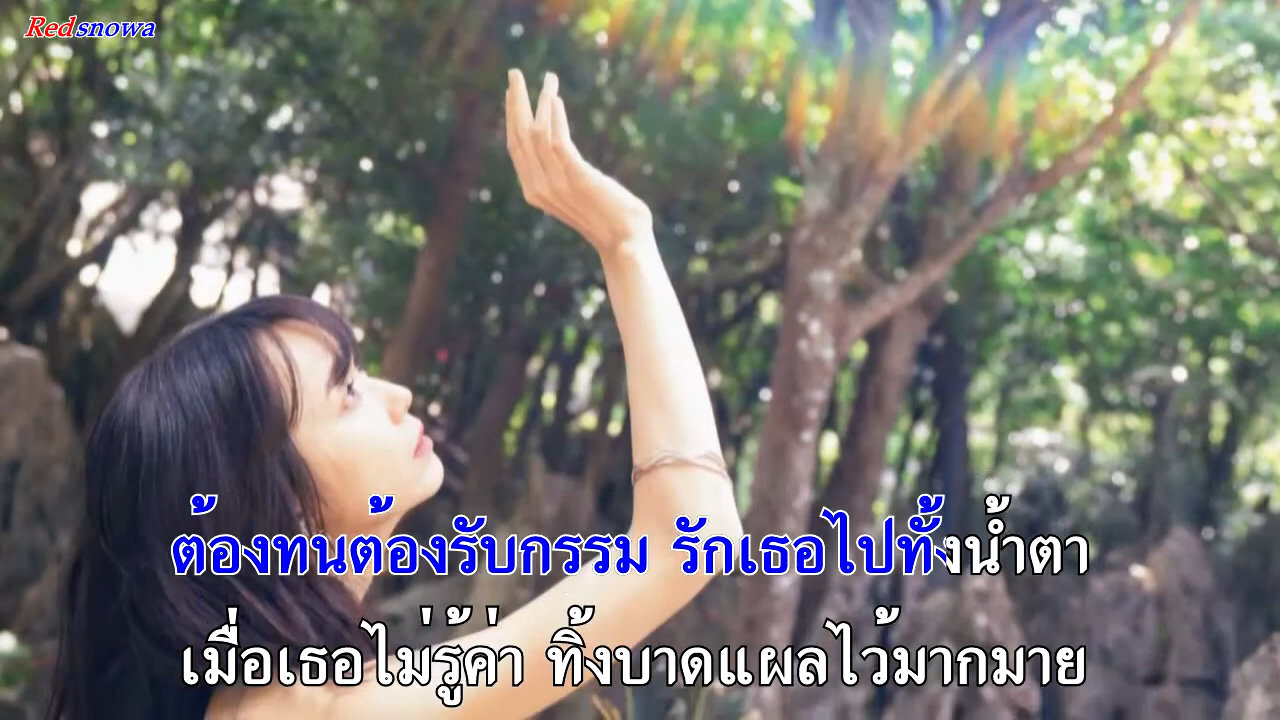 Redsnowa
ต้องทนต้องรับกรรม รักเธอไปทั้งน้ำตา
เมื่อเธอไม่รู้ค่า ทิ้งบาดแผลไว้มากมาย